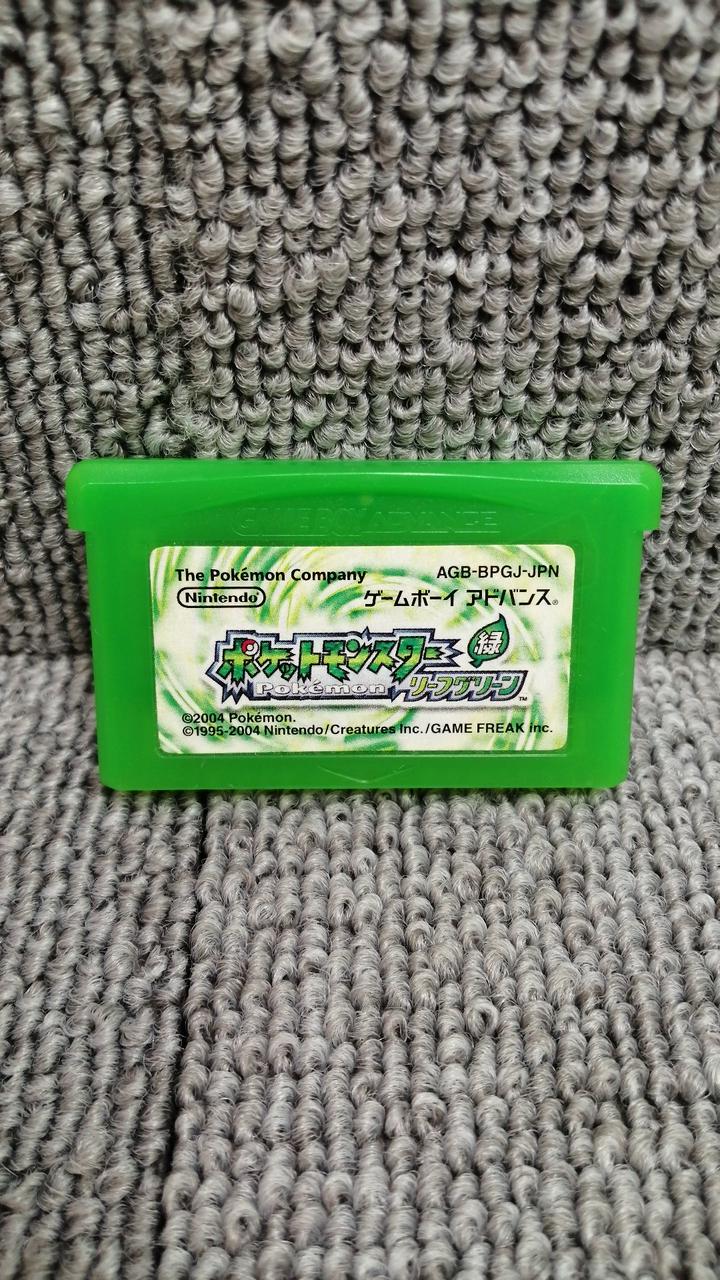 GAME BOY ADVANCE
The Pokémon Company AGB-BPGJ-JPN
Nintendo ゲームボーイ アドバンス®
ポケットモンスター 緑
Pokémon リーフグリーン™
©2004 Pokémon.
©1995-2004 Nintendo/Creatures Inc./GAME FREAK inc.